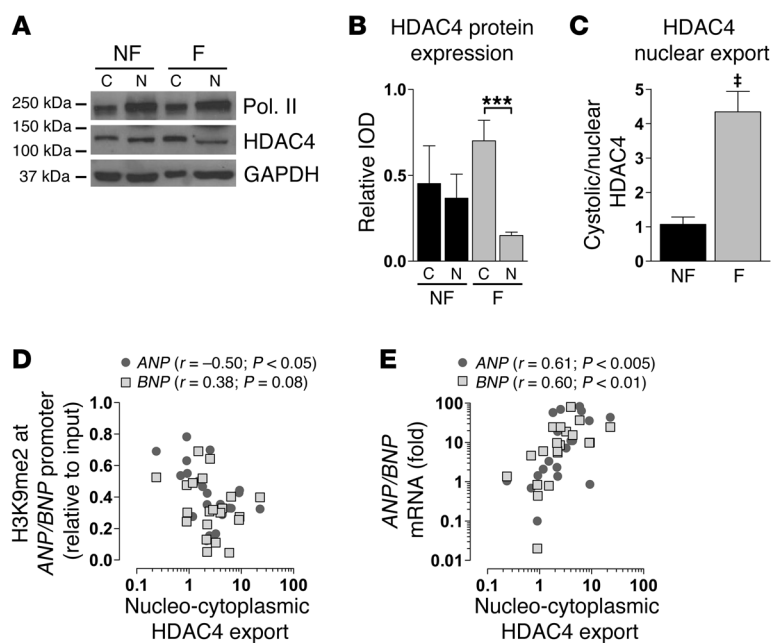 A
NF F
C N C N
250 kDa
150 kDa
100 kDa
37 kDa
Pol. II
HDAC4
GAPDH
B
HDAC4 protein
expression
Relative IOD
1.0
0.5
0.0
***
C N C N
NF F
C
HDAC4
nuclear export
Cystolic/nuclear
HDAC4
5
4
3
2
1
0
‡
NF F
D
ANP (r = –0.50; P < 0.05)
BNP (r = 0.38; P = 0.08)
H3K9me2 at
ANP/BNP promoter
(relative to input)
1.0
0.8
0.6
0.4
0.2
0.0
0.1 1 10 100
Nucleo-cytoplasmic
HDAC4 export
E
ANP (r = 0.61; P < 0.005)
BNP (r = 0.60; P < 0.01)
ANP/BNP
mRNA (fold)
100
10
1
0.1
0.01
0.1 1 10 100
Nucleo-cytoplasmic
HDAC4 export